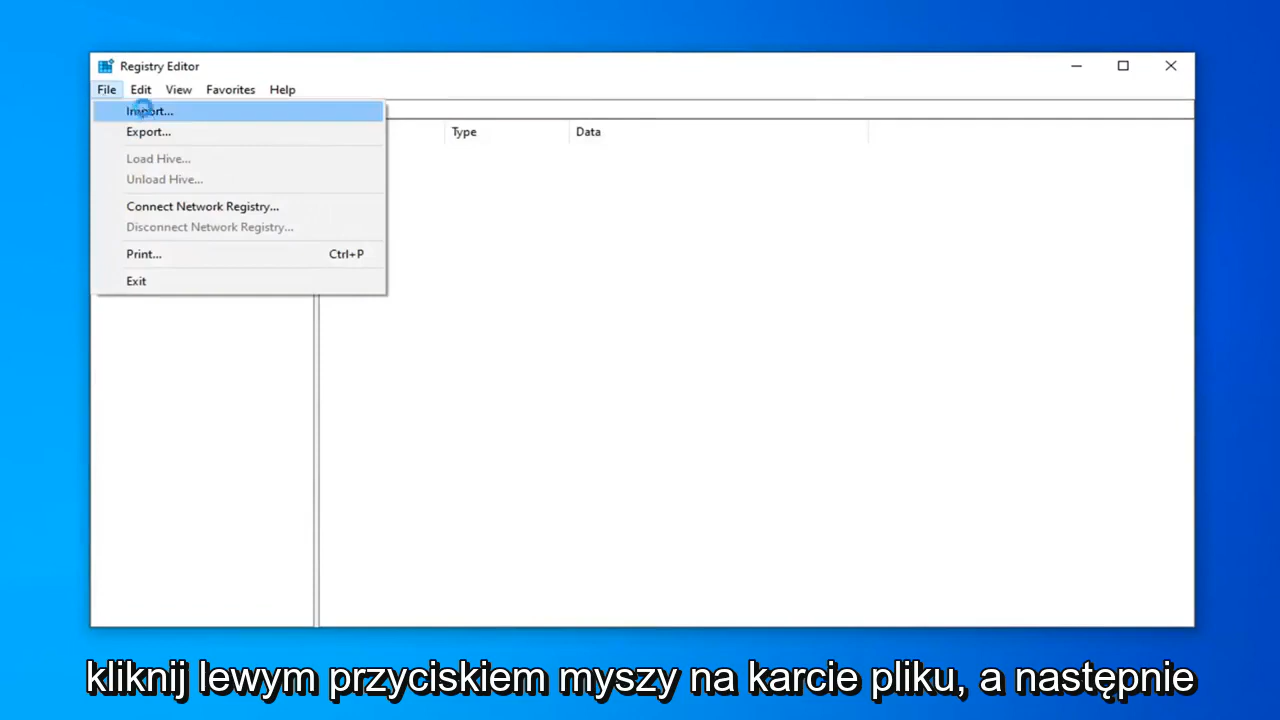 Registry Editor
File Edit View Favorites Help
Import...
Type Data
Export...
Load Hive...
Unload Hive...
Connect Network Registry...
Disconnect Network Registry...
Print... Ctrl+P
Exit
kliknij lewym przyciskiem myszy na karcie pliku, a następnie